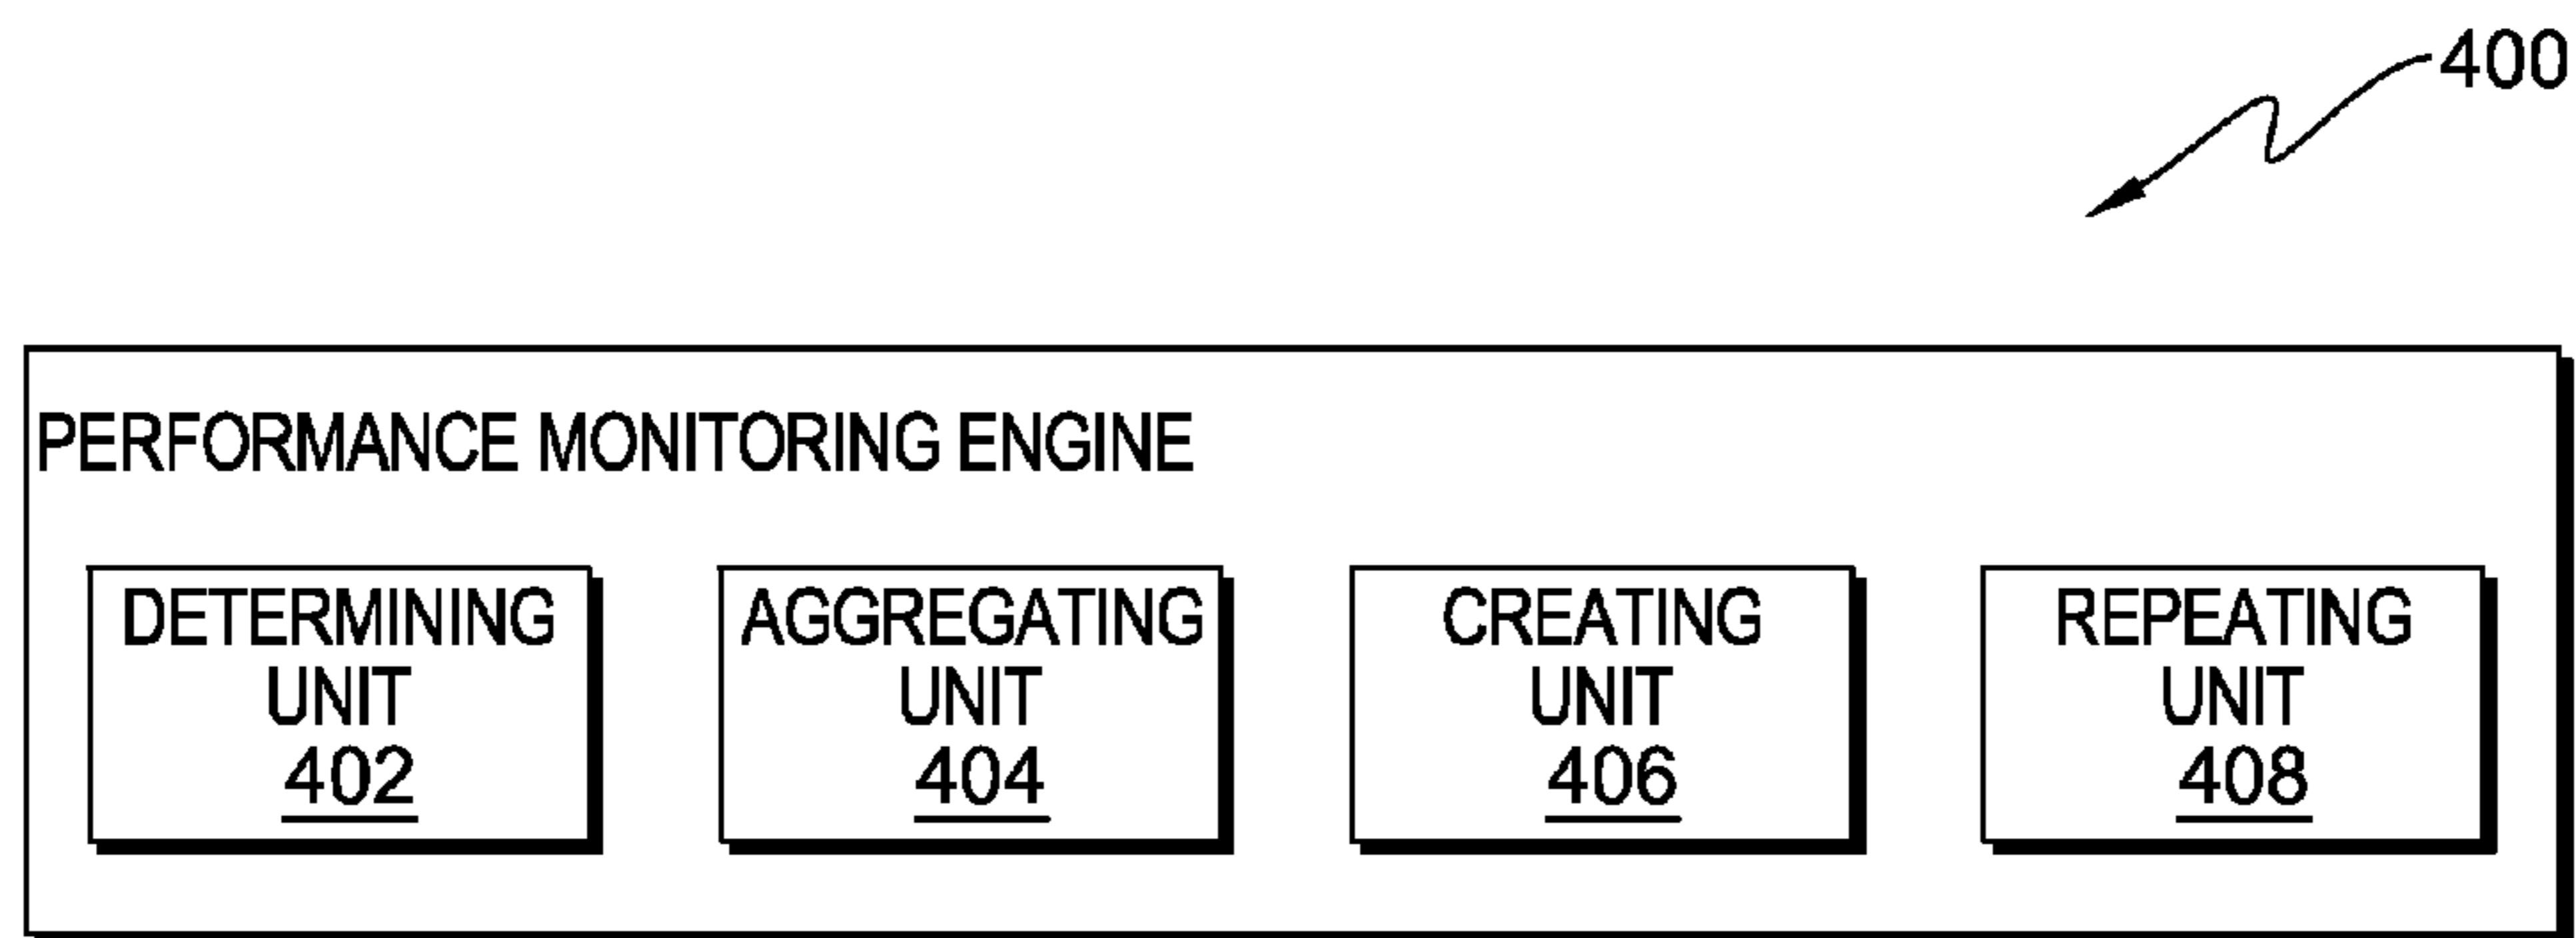 400
PERFORMANCE MONITORING ENGINE
DETERMINING
UNIT
402
AGGREGATING
UNIT
404
CREATING
UNIT
406
REPEATING
UNIT
408